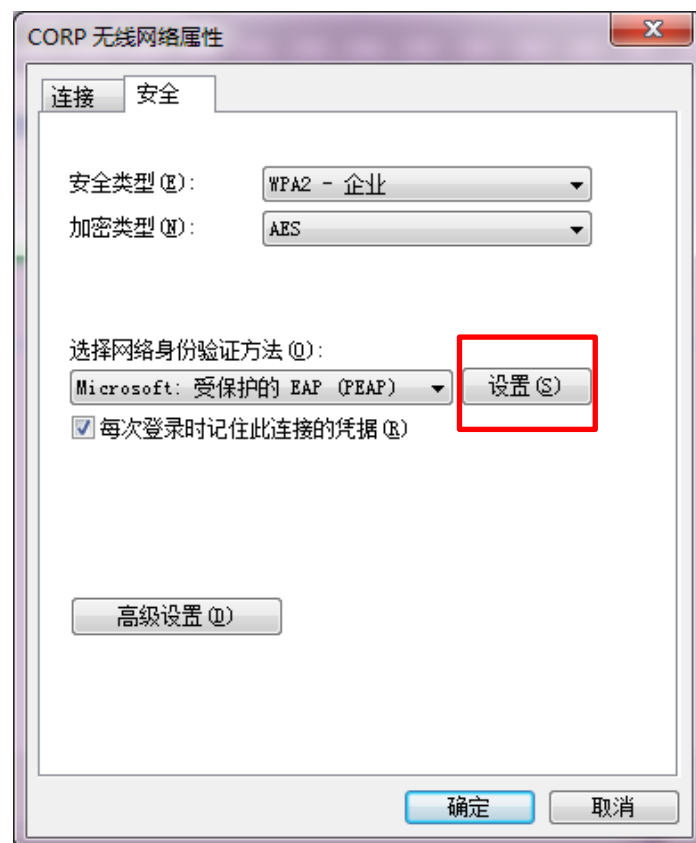 CORP 无线网络属性
连接 安全
安全类型(E): WPA2 - 企业
加密类型(N): AES
选择网络身份验证方法(O):
Microsoft: 受保护的 EAP (PEAP) 设置(S)
每次登录时记住此连接的凭据(R)
高级设置(D)
确定 取消